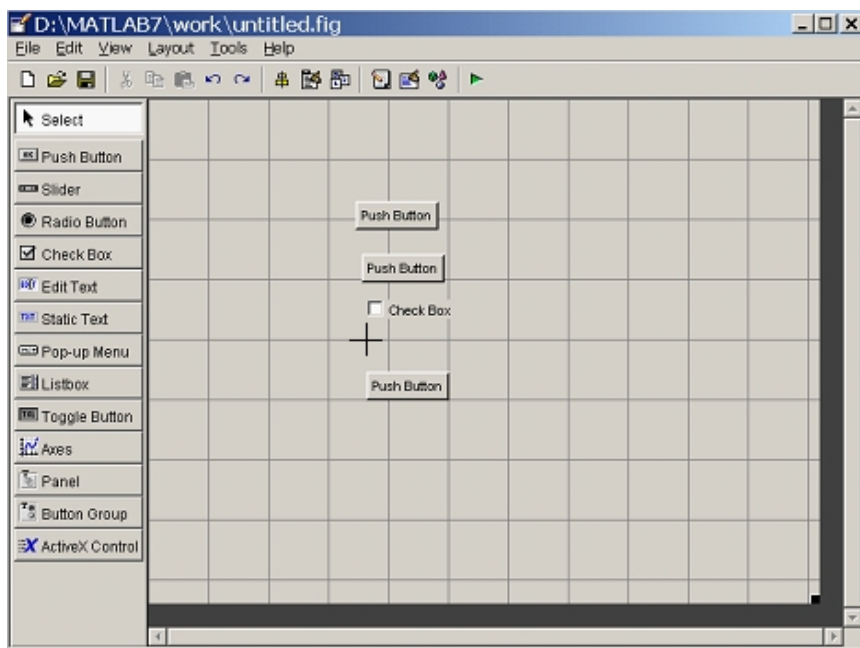 D:\MATLAB7\work\untitled.fig
File Edit View Layout Tools Help
Select
Push Button
Slider
Radio Button
Check Box
Edit Text
Static Text
Pop-up Menu
Listbox
Toggle Button
Axes
Panel
Button Group
ActiveX Control
Push Button
Push Button
Check Box
Push Button